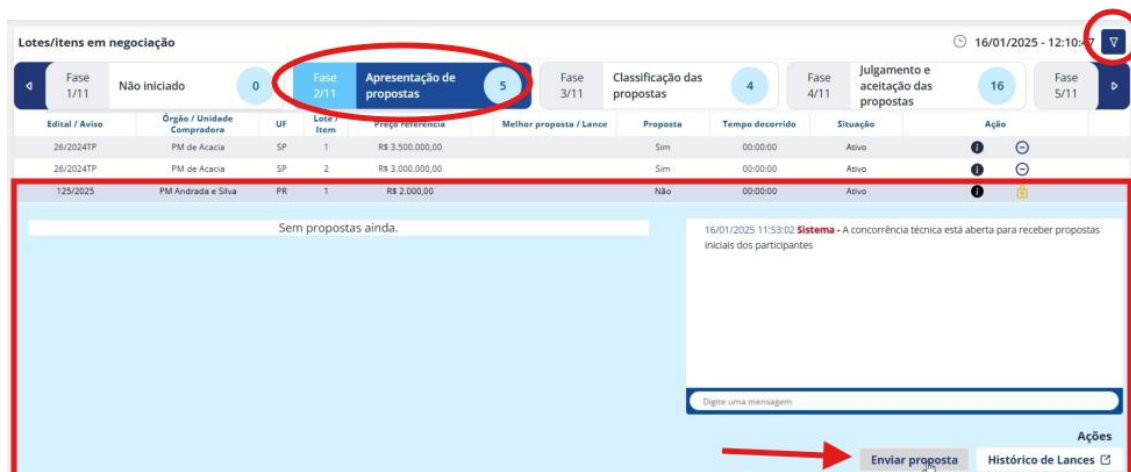 Lotes/itens em negociação
16/01/2025 - 12:10:47
Fase 1/11 Não iniciado 0
Fase 2/11 Apresentação de propostas 5
Fase 3/11 Classificação das propostas 4
Fase 4/11 Julgamento e aceitação das propostas 16
Fase 5/11
Edital / Aviso Órgão / Unidade Compradora UF Lote / Item Preço referência Melhor proposta / Lance Proposta Tempo decorrido Situação Ação
26/2024TP PM de Acacia SP 1 R$ 3.500.000,00 Sim 00:00:00 Ativo
26/2024TP PM de Acacia SP 2 R$ 3.000.000,00 Sim 00:00:00 Ativo
125/2025 PM Andrada e Silva PR 1 R$ 2.000,00 Não 00:00:00 Ativo
Sem propostas ainda.
16/01/2025 11:53:02 Sistema - A concorrência técnica está aberta para receber propostas
iniciais dos participantes
Digite uma mensagem
Ações
Enviar proposta Histórico de Lances